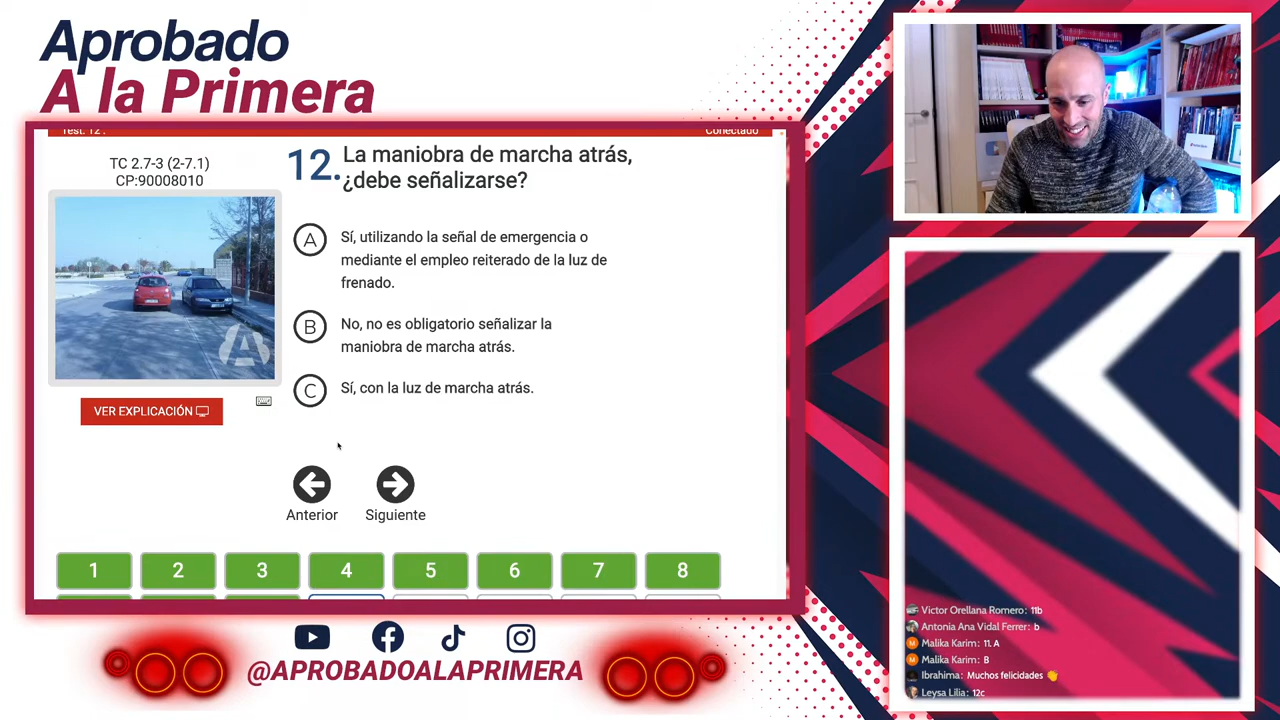 Aprobado
A la Primera
Test: 12 .
Conectado
TC 2.7-3 (2-7.1)
CP:90008010
12. La maniobra de marcha atrás,
¿debe señalizarse?
A Sí, utilizando la señal de emergencia o
mediante el empleo reiterado de la luz de
frenado.
B No, no es obligatorio señalizar la
maniobra de marcha atrás.
C Sí, con la luz de marcha atrás.
VER EXPLICACIÓN
Anterior
Siguiente
1 2 3 4 5 6 7 8
@APROBADOALAPRIMERA
Victor Orellana Romero: 11b
Antonia Ana Vidal Ferrer: b
M Malika Karim: 11. A
M Malika Karim: B
Ibrahima: Muchos felicidades 👏
Leysa Lilia: 12c